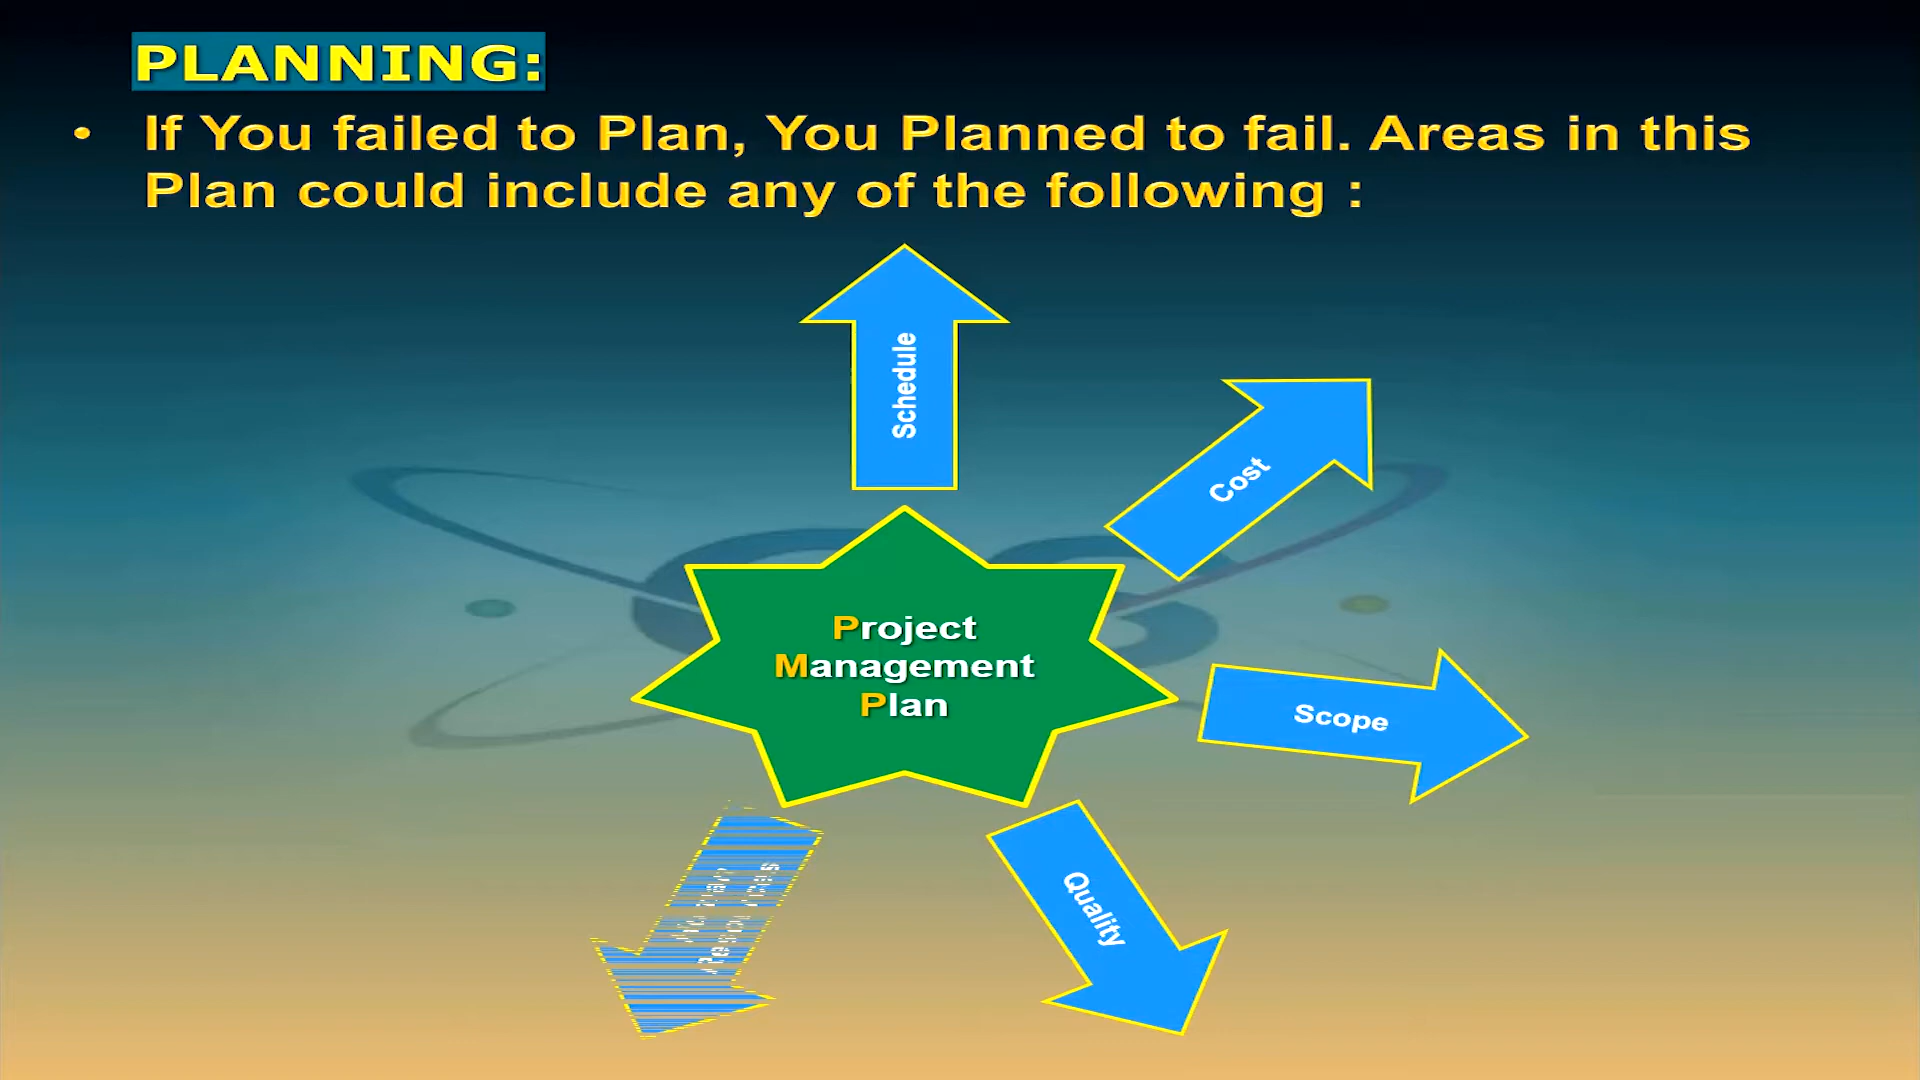 PLANNING:
• If You failed to Plan, You Planned to fail. Areas in this
Plan could include any of the following :
Schedule
Cost
Scope
Project
Management
Plan
Quality